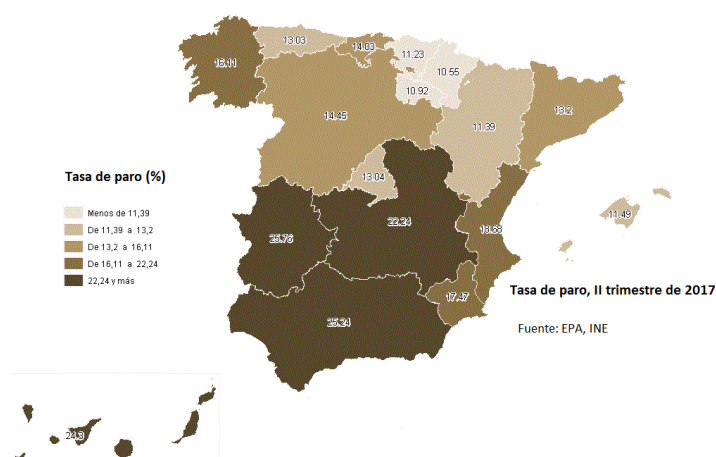 13.03
14.03
11.23
16.11
10.55
10.92
14.45
13.2
11.39
Tasa de paro (%)
13.04
Menos de 11,39
De 11,39 a 13,2
De 13,2 a 16,11
De 16,11 a 22,24
22,24 y más
22.24
11.49
25.76
Tasa de paro, II trimestre de 2017
17.47
25.24
Fuente: EPA, INE
24.3